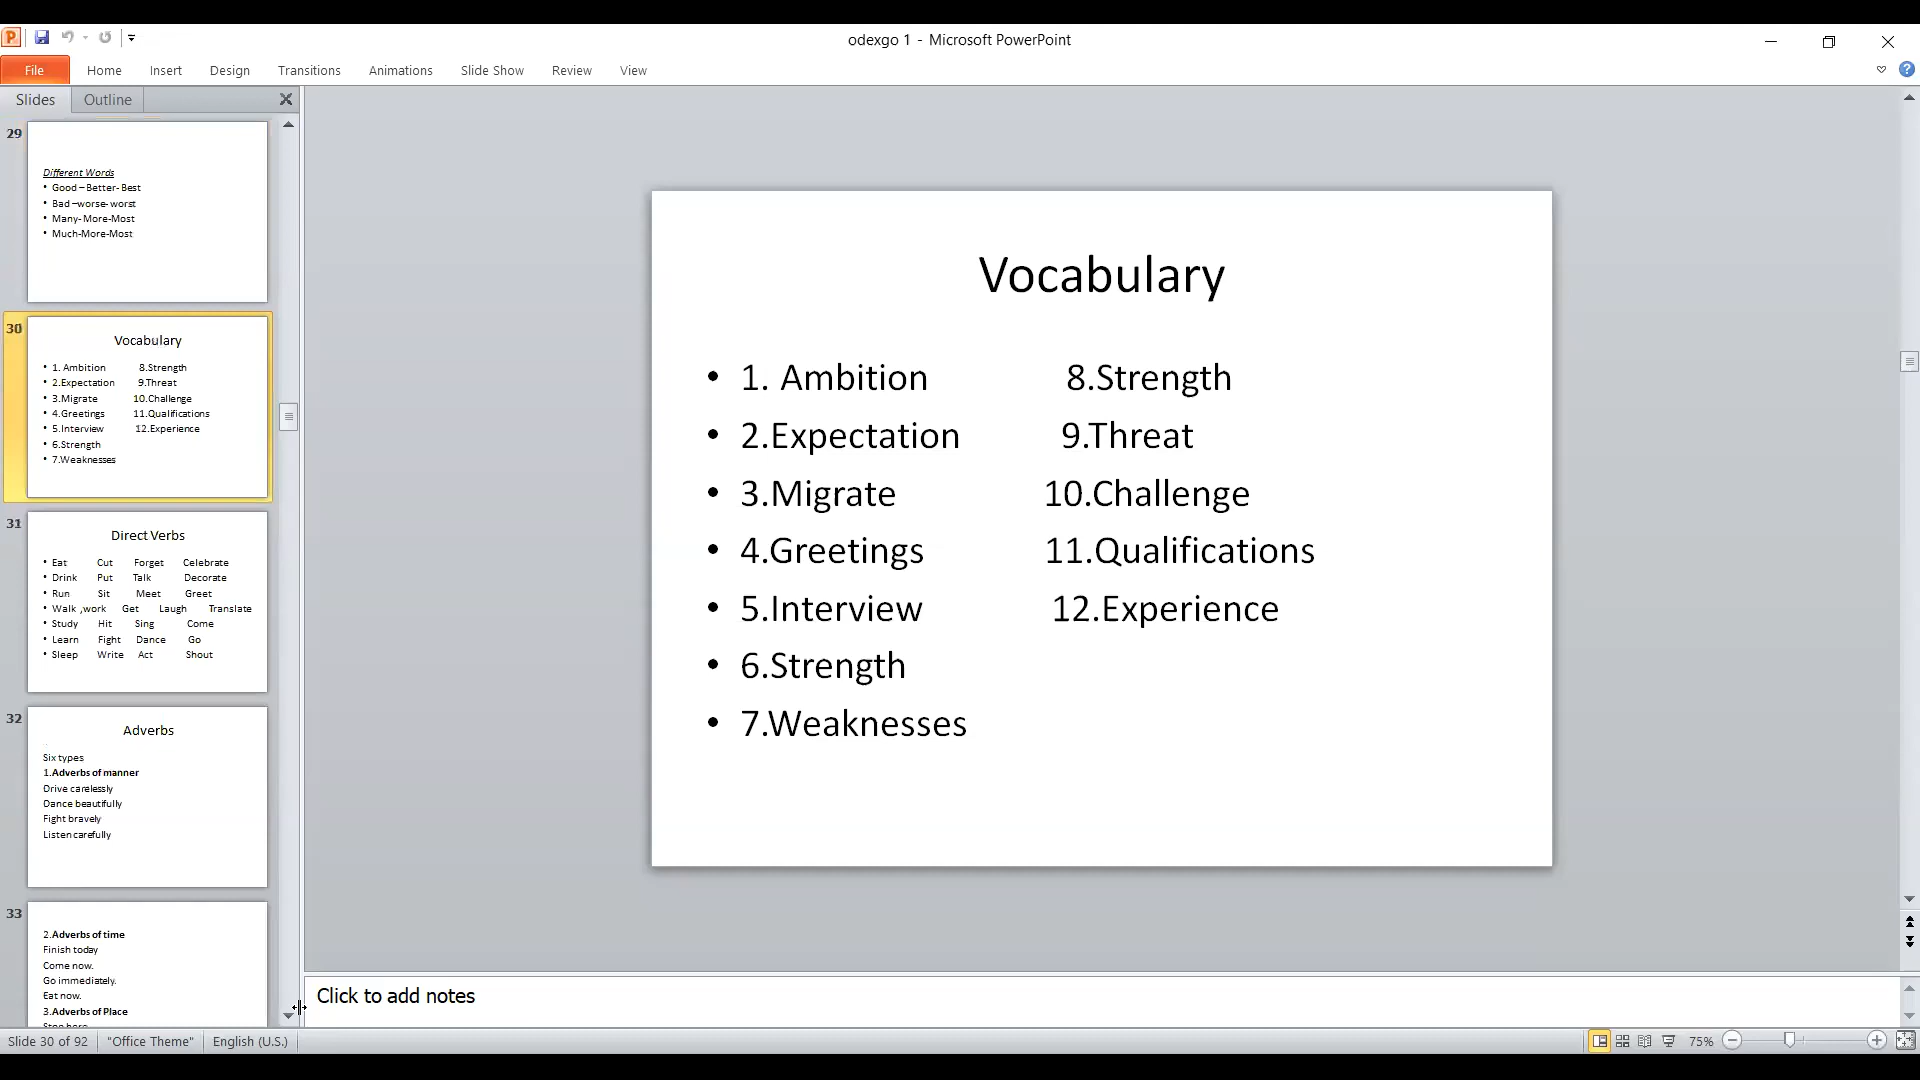 odexgo 1 - Microsoft PowerPoint
File Home Insert Design Transitions Animations Slide Show Review View
Slides Outline
29
Different Words
• Good – Better- Best
• Bad –worse- worst
• Many- More-Most
• Much-More-Most
30
Vocabulary
• 1. Ambition 8.Strength
• 2.Expectation 9.Threat
• 3.Migrate 10.Challenge
• 4.Greetings 11.Qualifications
• 5.Interview 12.Experience
• 6.Strength
• 7.Weaknesses
31
Direct Verbs
• Eat Cut Forget Celebrate
• Drink Put Talk Decorate
• Run Sit Meet Greet
• Walk ,work Get Laugh Translate
• Study Hit Sing Come
• Learn Fight Dance Go
• Sleep Write Act Shout
32
Adverbs
Six types
1.Adverbs of manner
Drive carelessly
Dance beautifully
Fight bravely
Listen carefully
33
2.Adverbs of time
Finish today
Come now.
Go immediately.
Eat now.
3.Adverbs of Place
Vocabulary
• 1. Ambition 8.Strength
• 2.Expectation 9.Threat
• 3.Migrate 10.Challenge
• 4.Greetings 11.Qualifications
• 5.Interview 12.Experience
• 6.Strength
• 7.Weaknesses
Click to add notes
Slide 30 of 92 "Office Theme" English (U.S.) 75%